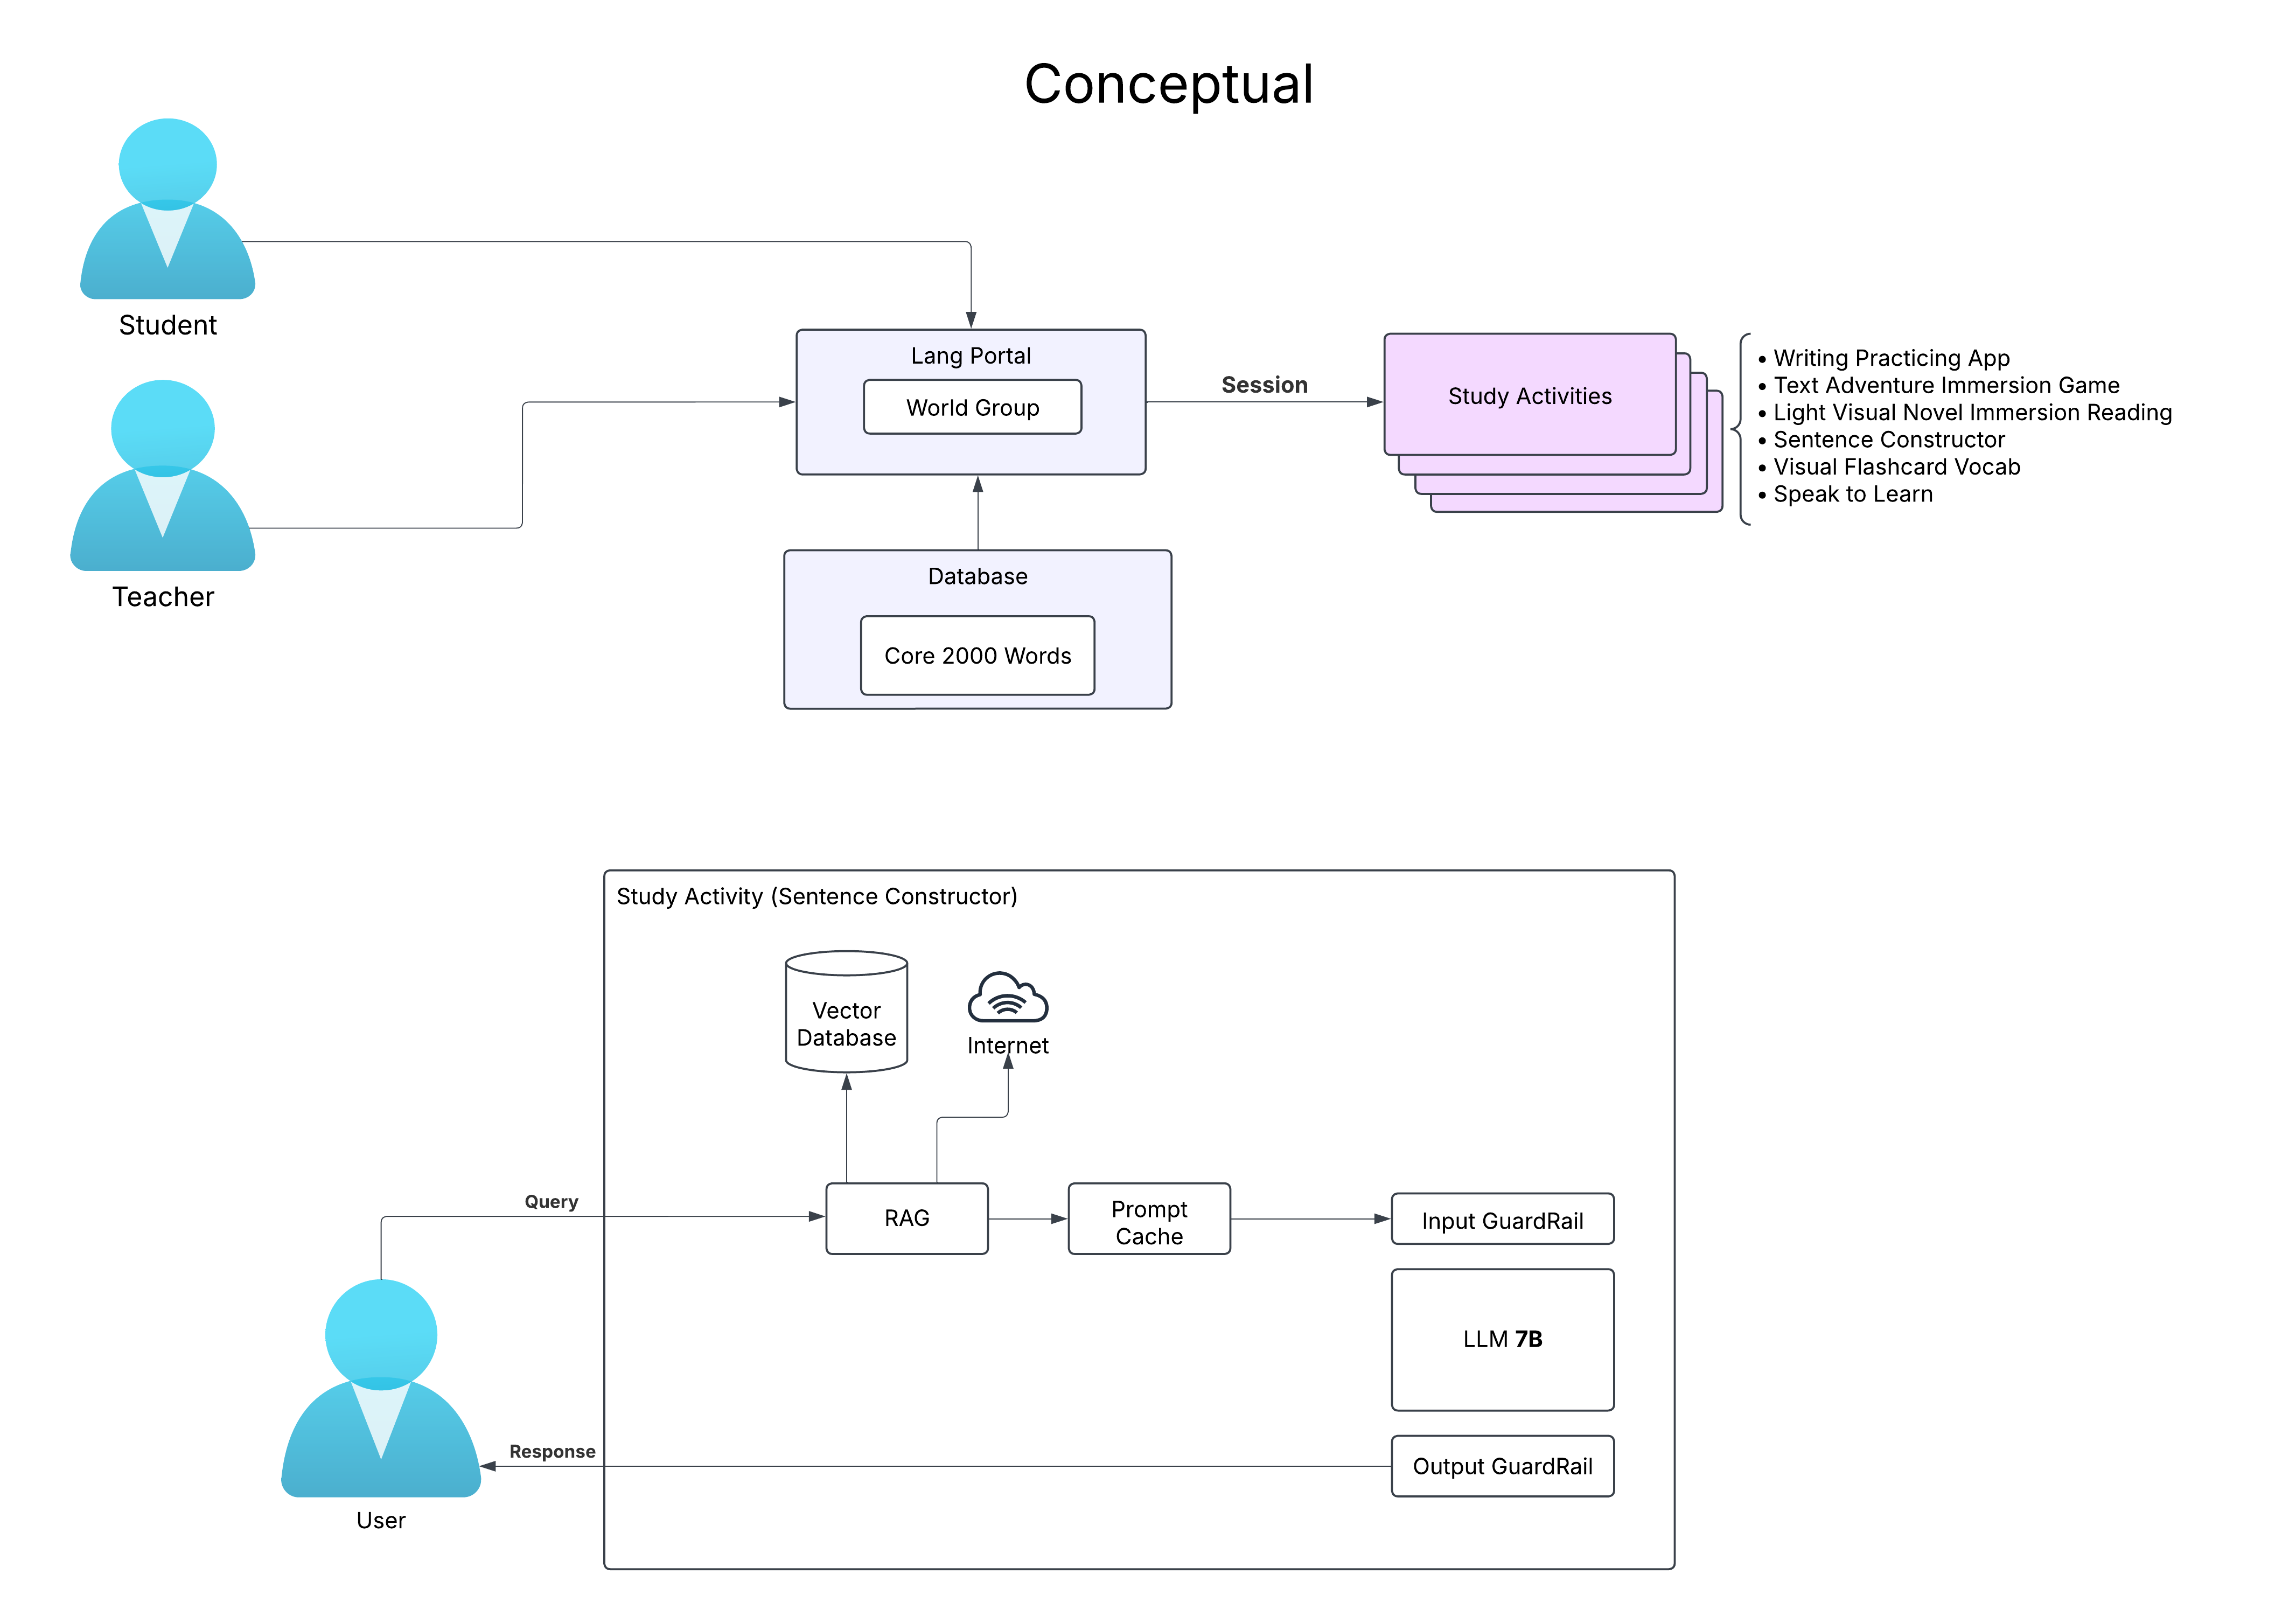 Conceptual
Student
Teacher
Lang Portal
World Group
Session
Study Activities
• Writing Practicing App
• Text Adventure Immersion Game
• Light Visual Novel Immersion Reading
• Sentence Constructor
• Visual Flashcard Vocab
• Speak to Learn
Database
Core 2000 Words
Study Activity (Sentence Constructor)
Vector
Database
Internet
Query
RAG
Prompt
Cache
Input GuardRail
LLM 7B
Output GuardRail
Response
User